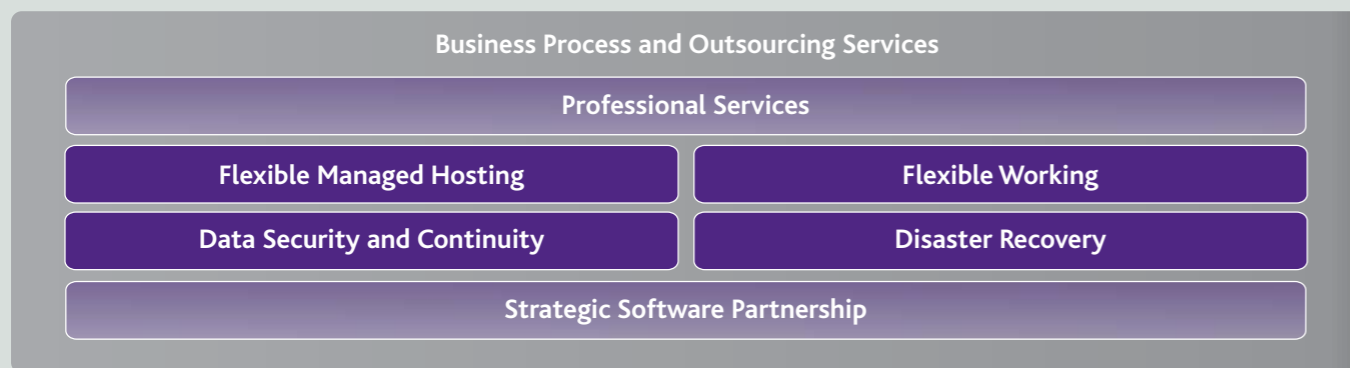 Business Process and Outsourcing Services
Professional Services
Flexible Managed Hosting
Flexible Working
Data Security and Continuity
Disaster Recovery
Strategic Software Partnership